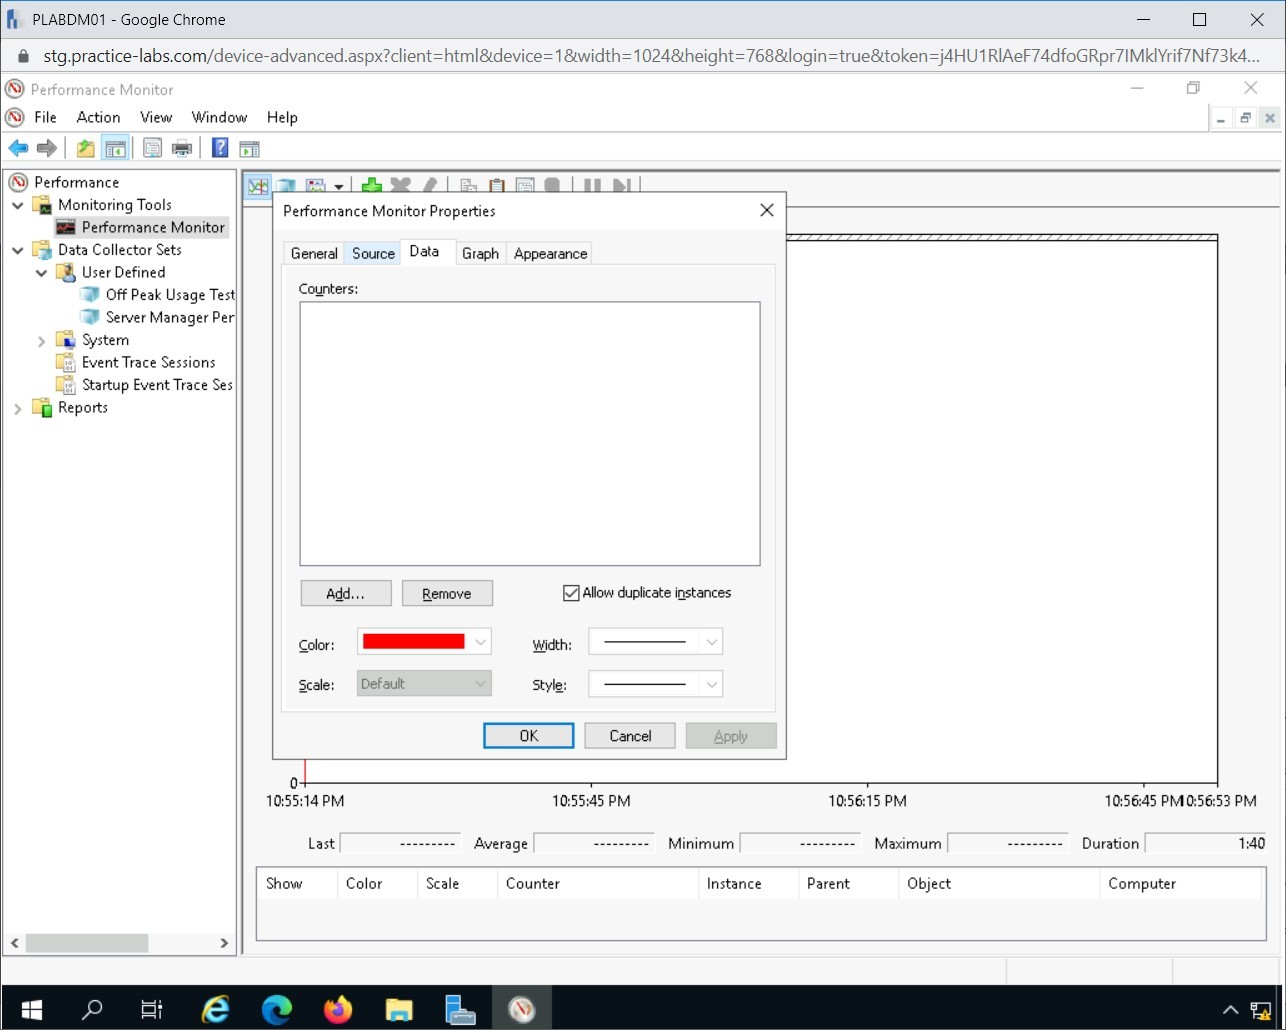 PLABDM01 - Google Chrome
stg.practice-labs.com/device-advanced.aspx?client=html&device=1&width=1024&height=768&login=true&token=j4HU1RlAeF74dfoGRpr7IMklYrif7Nf73k4...
Performance Monitor
File Action View Window Help
Performance
Monitoring Tools
Performance Monitor
Data Collector Sets
User Defined
Off Peak Usage Test
Server Manager Per
System
Event Trace Sessions
Startup Event Trace Ses
Reports
Performance Monitor Properties
General Source Data Graph Appearance
Counters:
Add... Remove Allow duplicate instances
Color: Width:
Scale: Default Style:
OK Cancel Apply
0
10:55:14 PM 10:55:45 PM 10:56:15 PM 10:56:45 PM 10:56:53 PM
Last --------- Average --------- Minimum --------- Maximum --------- Duration 1:40
Show Color Scale Counter Instance Parent Object Computer